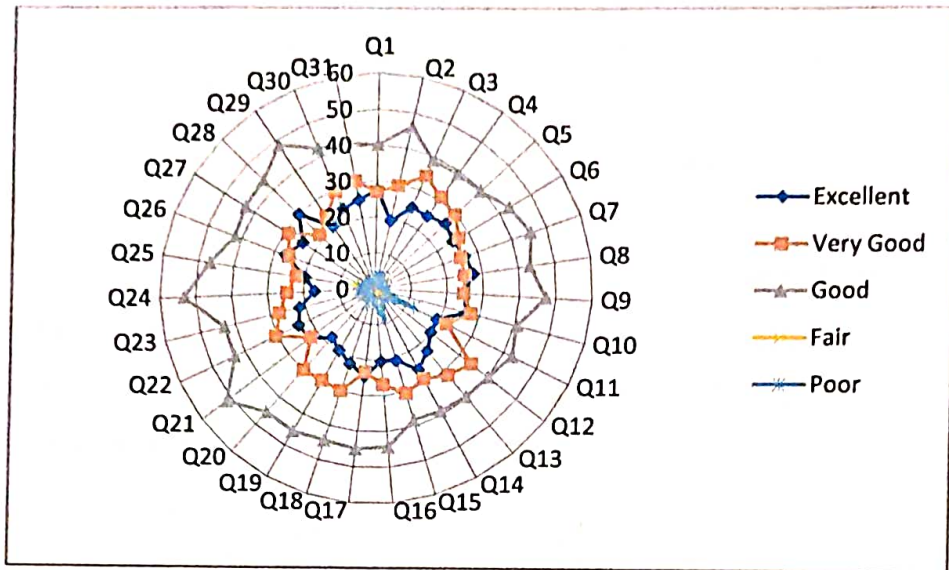 Q1
Q2
Q3
Q4
Q5
Q6
Q7
Q8
Q9
Q10
Q11
Q12
Q13
Q14
Q15
Q16
Q17
Q18
Q19
Q20
Q21
Q22
Q23
Q24
Q25
Q26
Q27
Q28
Q29
Q30
Q31
60
50
40
30
20
10
0
Excellent
Very Good
Good
Fair
Poor